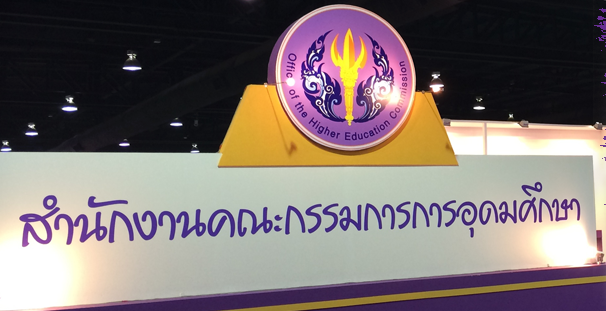 Office of the Higher Education Commission
สำนักงานคณะกรรมการการอุดมศึกษา